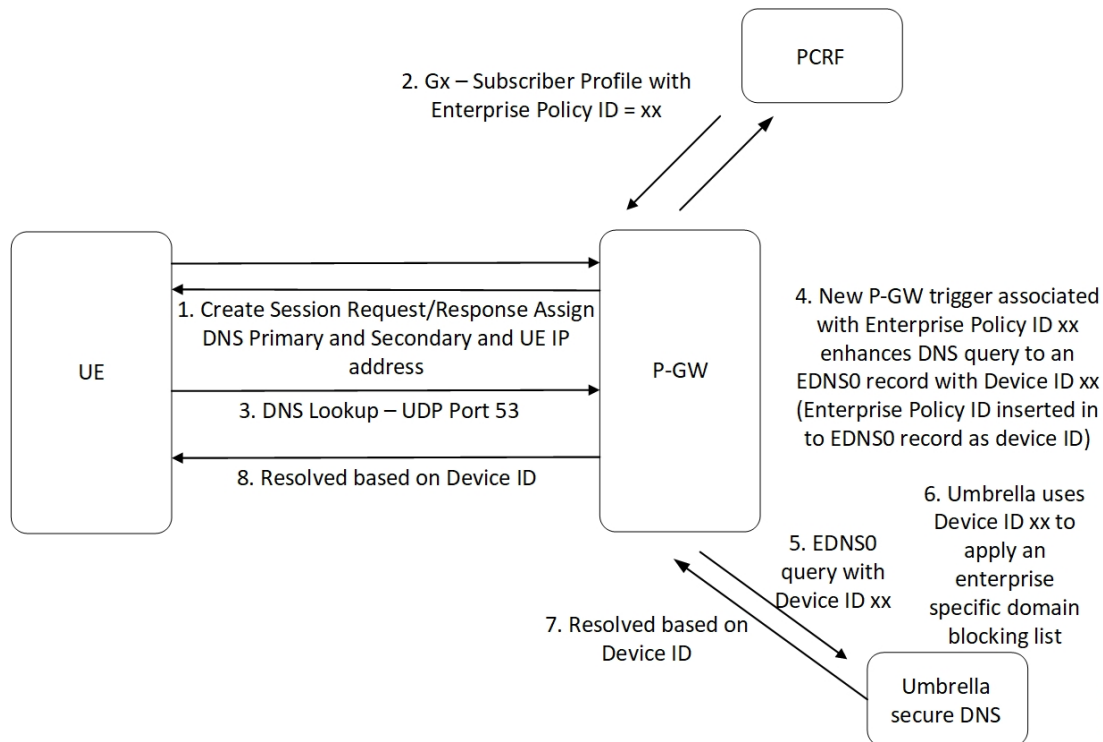 PCRF
2. Gx – Subscriber Profile with
Enterprise Policy ID = xx
UE
1. Create Session Request/Response Assign
DNS Primary and Secondary and UE IP
address
3. DNS Lookup – UDP Port 53
8. Resolved based on Device ID
P-GW
4. New P-GW trigger associated
with Enterprise Policy ID xx
enhances DNS query to an
EDNS0 record with Device ID xx
(Enterprise Policy ID inserted in
to EDNS0 record as device ID)
5. EDNS0
query with
Device ID xx
6. Umbrella uses
Device ID xx to
apply an
enterprise
specific domain
blocking list
7. Resolved based on
Device ID
Umbrella
secure DNS